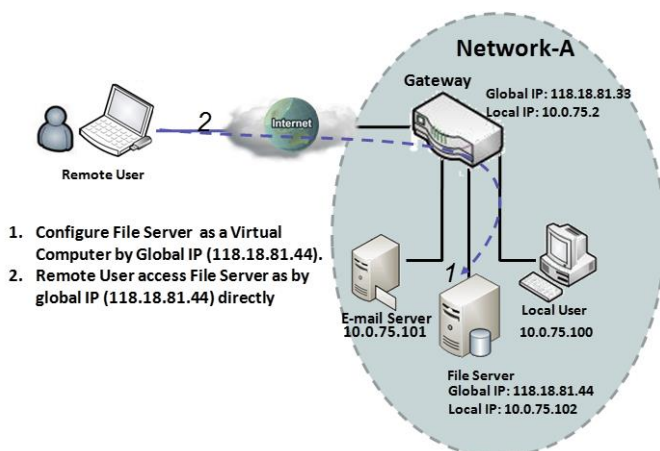 Network-A
Gateway
Global IP: 118.18.81.33
Local IP: 10.0.75.2
2
Internet
Remote User
1. Configure File Server as a Virtual
Computer by Global IP (118.18.81.44).
2. Remote User access File Server as by
global IP (118.18.81.44) directly
1
E-mail Server
10.0.75.101
Local User
10.0.75.100
File Server
Global IP: 118.18.81.44
Local IP: 10.0.75.102